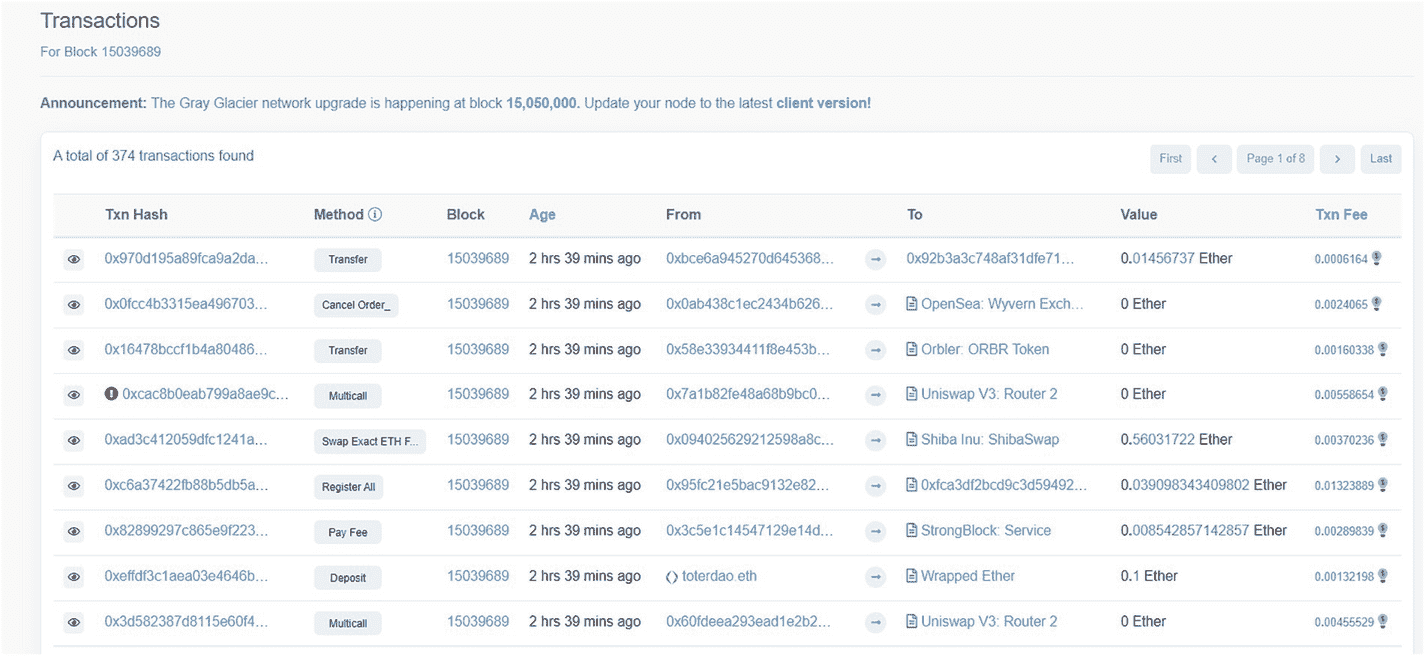 Transactions
For Block 15039689
Announcement: The Gray Glacier network upgrade is happening at block 15,050,000. Update your node to the latest client version!
A total of 374 transactions found First ‹ Page 1 of 8 › Last
Txn Hash Method Block Age From To Value Txn Fee
0x970d195a89fca9a2da... Transfer 15039689 2 hrs 39 mins ago 0xbce6a945270d645368... → 0x92b3a3c748af31dfe71... 0.01456737 Ether 0.0006164
0x0fcc4b3315ea496703... Cancel Order_ 15039689 2 hrs 39 mins ago 0x0ab438c1ec2434b626... → OpenSea: Wyvern Exch... 0 Ether 0.0024065
0x16478bccf1b4a80486... Transfer 15039689 2 hrs 39 mins ago 0x58e33934411f8e453b... → Orbler: ORBR Token 0 Ether 0.00160338
0xcac8b0eab799a8ae9c... Multicall 15039689 2 hrs 39 mins ago 0x7a1b82fe48a68b9bc0... → Uniswap V3: Router 2 0 Ether 0.00558654
0xad3c412059dfc1241a... Swap Exact ETH F... 15039689 2 hrs 39 mins ago 0x094025629212598a8c... → Shiba Inu: ShibaSwap 0.56031722 Ether 0.00370236
0xc6a37422fb88b5db5a... Register All 15039689 2 hrs 39 mins ago 0x95fc21e5bac9132e82... → 0xfca3df2bcd9c3d59492... 0.039098343409802 Ether 0.01323889
0x82899297c865e9f223... Pay Fee 15039689 2 hrs 39 mins ago 0x3c5e1c14547129e14d... → StrongBlock: Service 0.008542857142857 Ether 0.00289839
0xeffdf3c1aea03e4646b... Deposit 15039689 2 hrs 39 mins ago toterdao.eth → Wrapped Ether 0.1 Ether 0.00132198
0x3d582387d8115e60f4... Multicall 15039689 2 hrs 39 mins ago 0x60fdeea293ead1e2b2... → Uniswap V3: Router 2 0 Ether 0.00455529